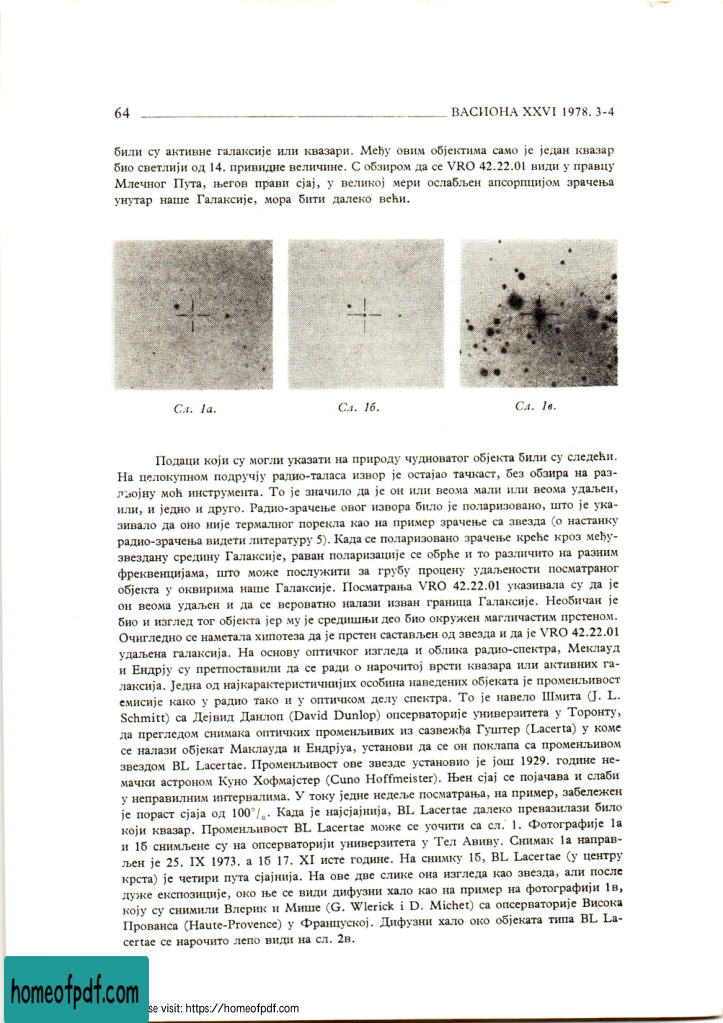 64 ВАСИОНА XXVI 1978. 3-4
били су активне галаксије или квазари. Међу овим објектима само је један квазар
био светлији од 14. привидне величине. С обзиром да се VRO 42.22.01 види у правцу
Млечног Пута, његов прави сјај, у великој мери ослабљен апсорпцијом зрачења
унутар наше Галаксије, мора бити далеко већи.
Сл. 1а. Сл. 1б. Сл. 1в.
Подаци који су могли указати на природу чудноватог објекта били су следећи.
На целокупном подручју радио-таласа извор је остајао тачкаст, без обзира на раз-
двојну моћ инструмента. То је значило да је он или веома мали или веома удаљен,
или, и једно и друго. Радио-зрачење овог извора било је поларизовано, што је ука-
зивало да оно није термалног порекла као на пример зрачење са звезда (о настанку
радио-зрачења видети литературу 5). Када се поларизовано зрачење креће кроз међу-
звездану средину Галаксије, раван поларизације се обрће и то различито на разним
фреквенцијама, што може послужити за грубу процену удаљености посматраног
објекта у оквирима наше Галаксије. Посматрања VRO 42.22.01 указивала су да је
он веома удаљен и да се вероватно налази изван граница Галаксије. Необичан је
био и изглед тог објекта јер му је средишњи део био окружен магличастим прстеном.
Очигледно се наметала хипотеза да је прстен састављен од звезда и да је VRO 42.22.01
удаљена галаксија. На основу оптичког изгледа и облика радио-спектра, Меклауд
и Ендрју су претпоставили да се ради о нарочитој врсти квазара или активних га-
лаксија. Једна од најкарактеристичнијих особина наведених објеката је променљивост
емисије како у радио тако и у оптичком делу спектра. То је навело Шмита (J. L.
Schmitt) са Дејвид Данлоп (David Dunlop) опсерваторије универзитета у Торонту,
да прегледом снимака оптичких променљивих из сазвежђа Гуштер (Lacerta) у коме
се налази објекат Маклауда и Ендрјуа, установи да се он поклапа са променљивом
звездом BL Lacertae. Променљивост ове звезде установио је још 1929. године не-
мачки астроном Куно Хофмајстер (Cuno Hoffmeister). Њен сјај се појачава и слаби
у неправилним интервалима. У току једне недеље посматрања, на пример, забележен
је пораст сјаја од 100°/₀. Када је најсјајнија, BL Lacertae далеко превазилази било
који квазар. Променљивост BL Lacertae може се уочити са сл. 1. Фотографије 1а
и 1б снимљене су на опсерваторији универзитета у Тел Авиву. Снимак 1а направ-
љен је 25. IX 1973. а 1б 17. XI исте године. На снимку 1б, BL Lacertae (у центру
крста) је четири пута сјајнија. На ове две слике она изгледа као звезда, али после
дуже експозиције, око ње се види дифузни хало као на пример на фотографији 1в,
коју су снимили Влерик и Мише (G. Wlerick i D. Michet) са опсерваторије Висока
Прованса (Haute-Provence) у Француској. Дифузни хало око објеката типа BL La-
certae се нарочито лепо види на сл. 2в.
homeofpdf.com
se visit: https://homeofpdf.com